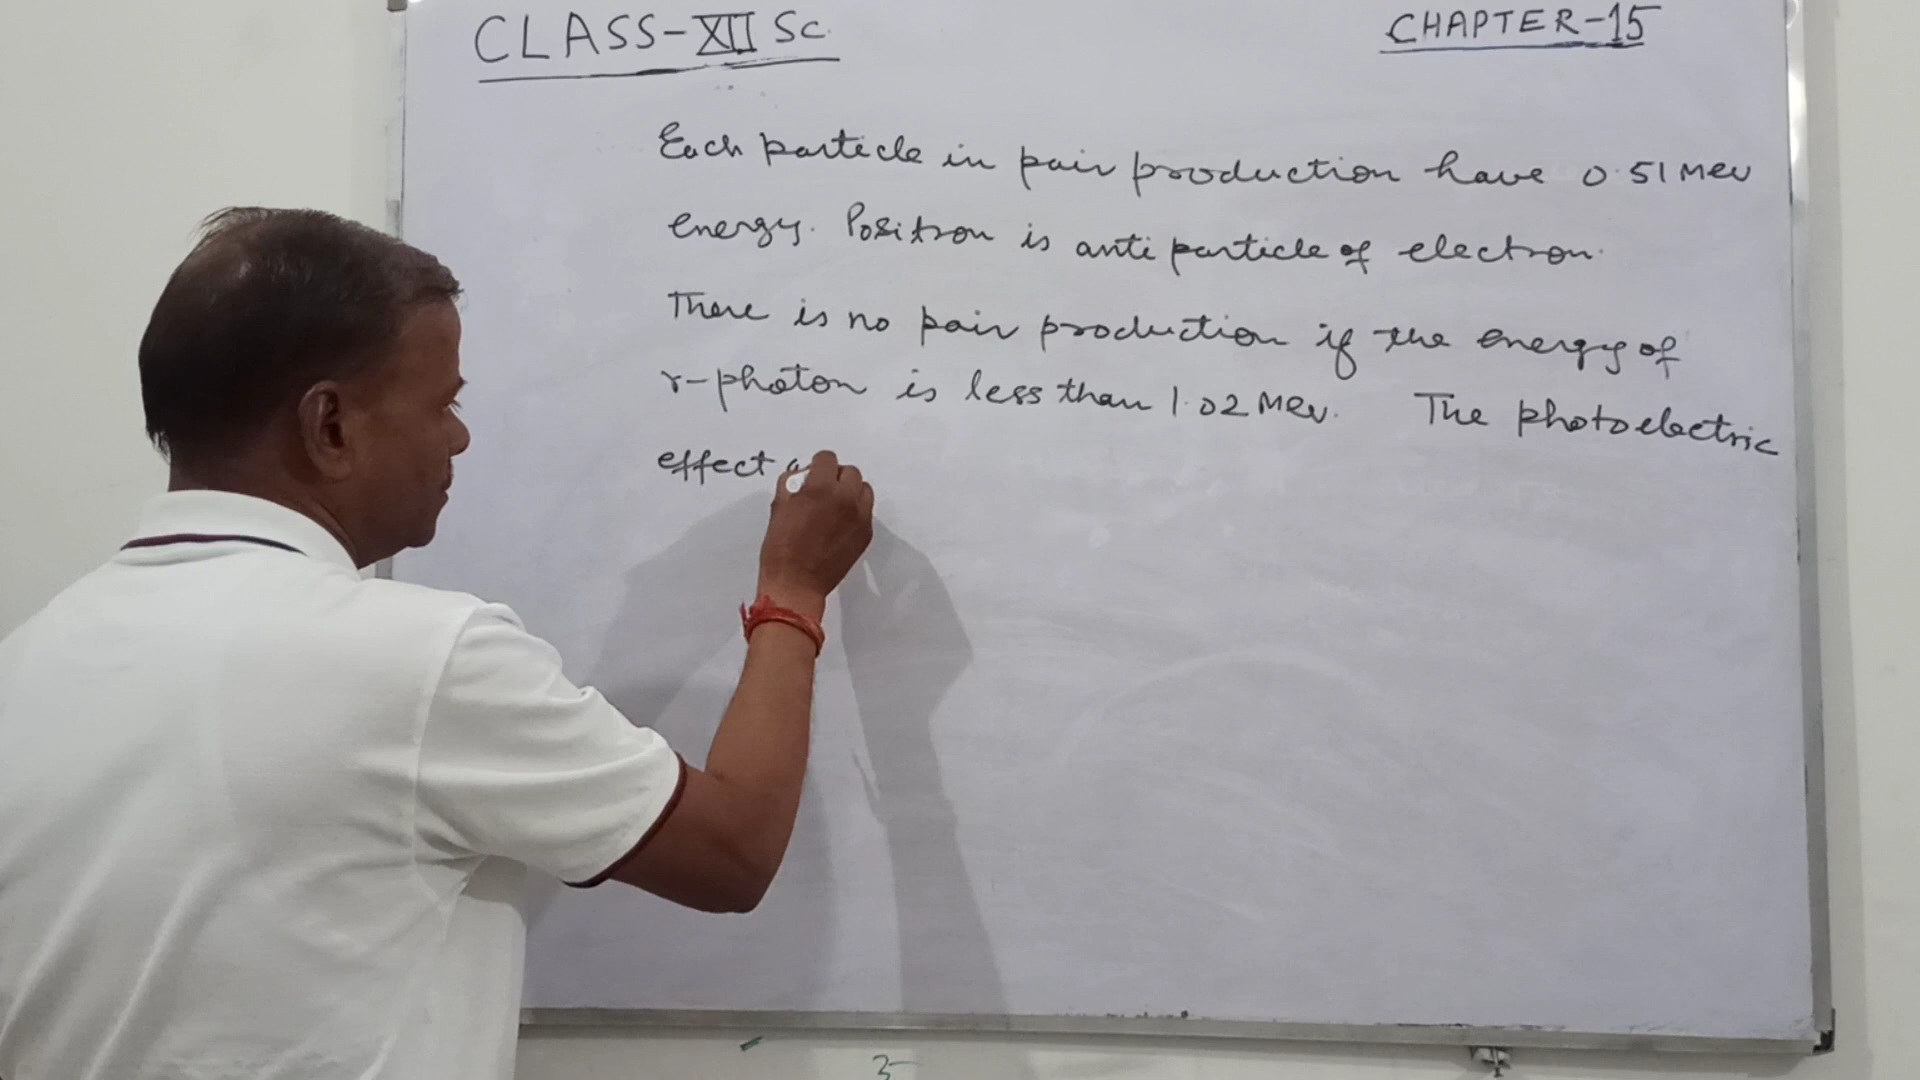 CLASS-XII Sc.
CHAPTER-15
Each particle in pair production have 0.51 Mev
energy. Positron is anti particle of electron.
There is no pair production if the energy of
γ-photon is less than 1.02 Mev. The photoelectric
effect
3